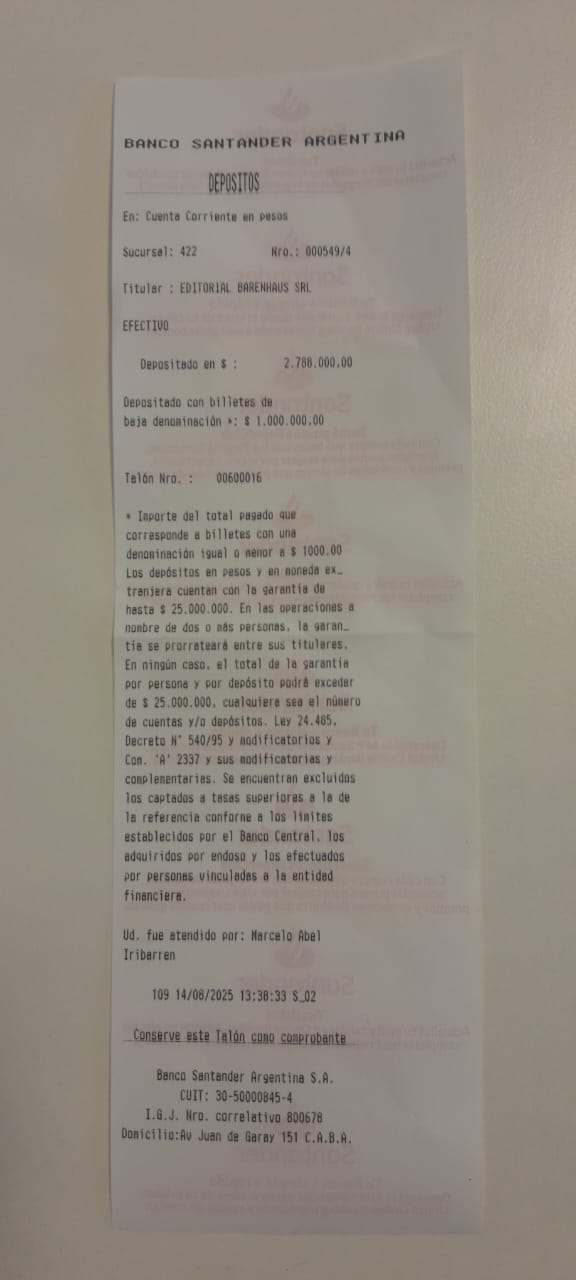 BANCO SANTANDER ARGENTINA
DEPOSITOS
En: Cuenta Corriente en pesos
Sucursal: 422 Nro.: 000549/4
Titular : EDITORIAL BARENHAUS SRL
EFECTIVO
Depositado en $ : 2.788.000,00
Depositado con billetes de
baja denominación *: $ 1.000.000,00
Talón Nro. : 00600016
* Importe del total pagado que
corresponde a billetes con una
denominación igual o menor a $ 1000.00
Los depósitos en pesos y en moneda ex_
tranjera cuentan con la garantía de
hasta $ 25.000.000. En las operaciones a
nombre de dos o más personas, la garan_
tía se prorrateará entre sus titulares.
En ningún caso, el total de la garantía
por persona y por depósito podrá exceder
de $ 25.000.000, cualquiera sea el número
de cuentas y/o depósitos. Ley 24.485,
Decreto N° 540/95 y modificatorios y
Com. 'A' 2337 y sus modificatorias y
complementarias. Se encuentran excluidos
los captados a tasas superiores a la de
la referencia conforme a los límites
establecidos por el Banco Central, los
adquiridos por endoso y los efectuados
por personas vinculadas a la entidad
financiera.
Ud. fue atendido por: Marcelo Abel
Iribarren
109 14/08/2025 13:38:33 S_02
Conserve este Talón como comprobante
Banco Santander Argentina S.A.
CUIT: 30-50000845-4
I.G.J. Nro. correlativo 800678
Domicilio:Av Juan de Garay 151 C.A.B.A.